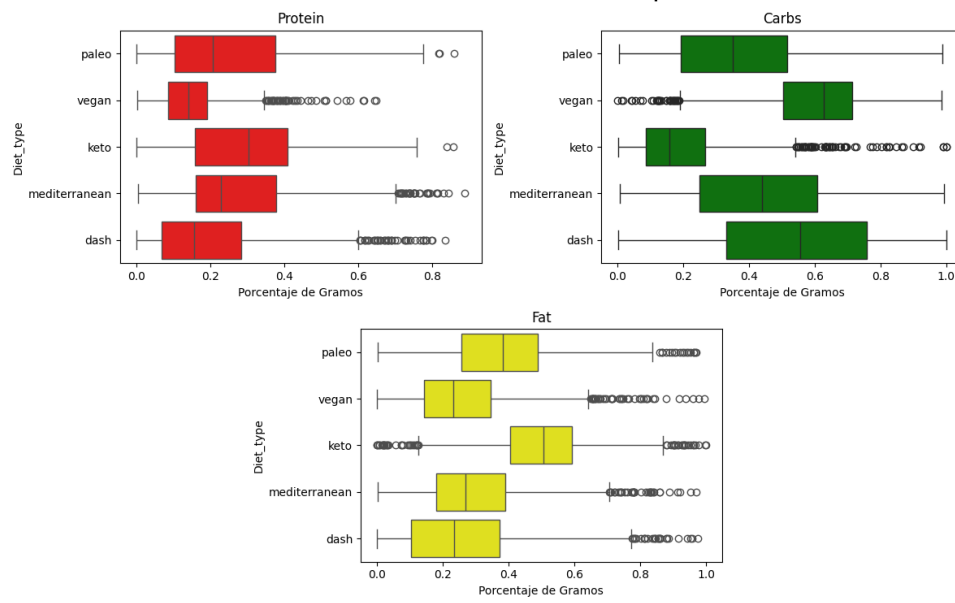 Protein
Diet_type
paleo
vegan
keto
mediterranean
dash
0.0 0.2 0.4 0.6 0.8
Porcentaje de Gramos
Carbs
Diet_type
paleo
vegan
keto
mediterranean
dash
0.0 0.2 0.4 0.6 0.8 1.0
Porcentaje de Gramos
Fat
Diet_type
paleo
vegan
keto
mediterranean
dash
0.0 0.2 0.4 0.6 0.8 1.0
Porcentaje de Gramos